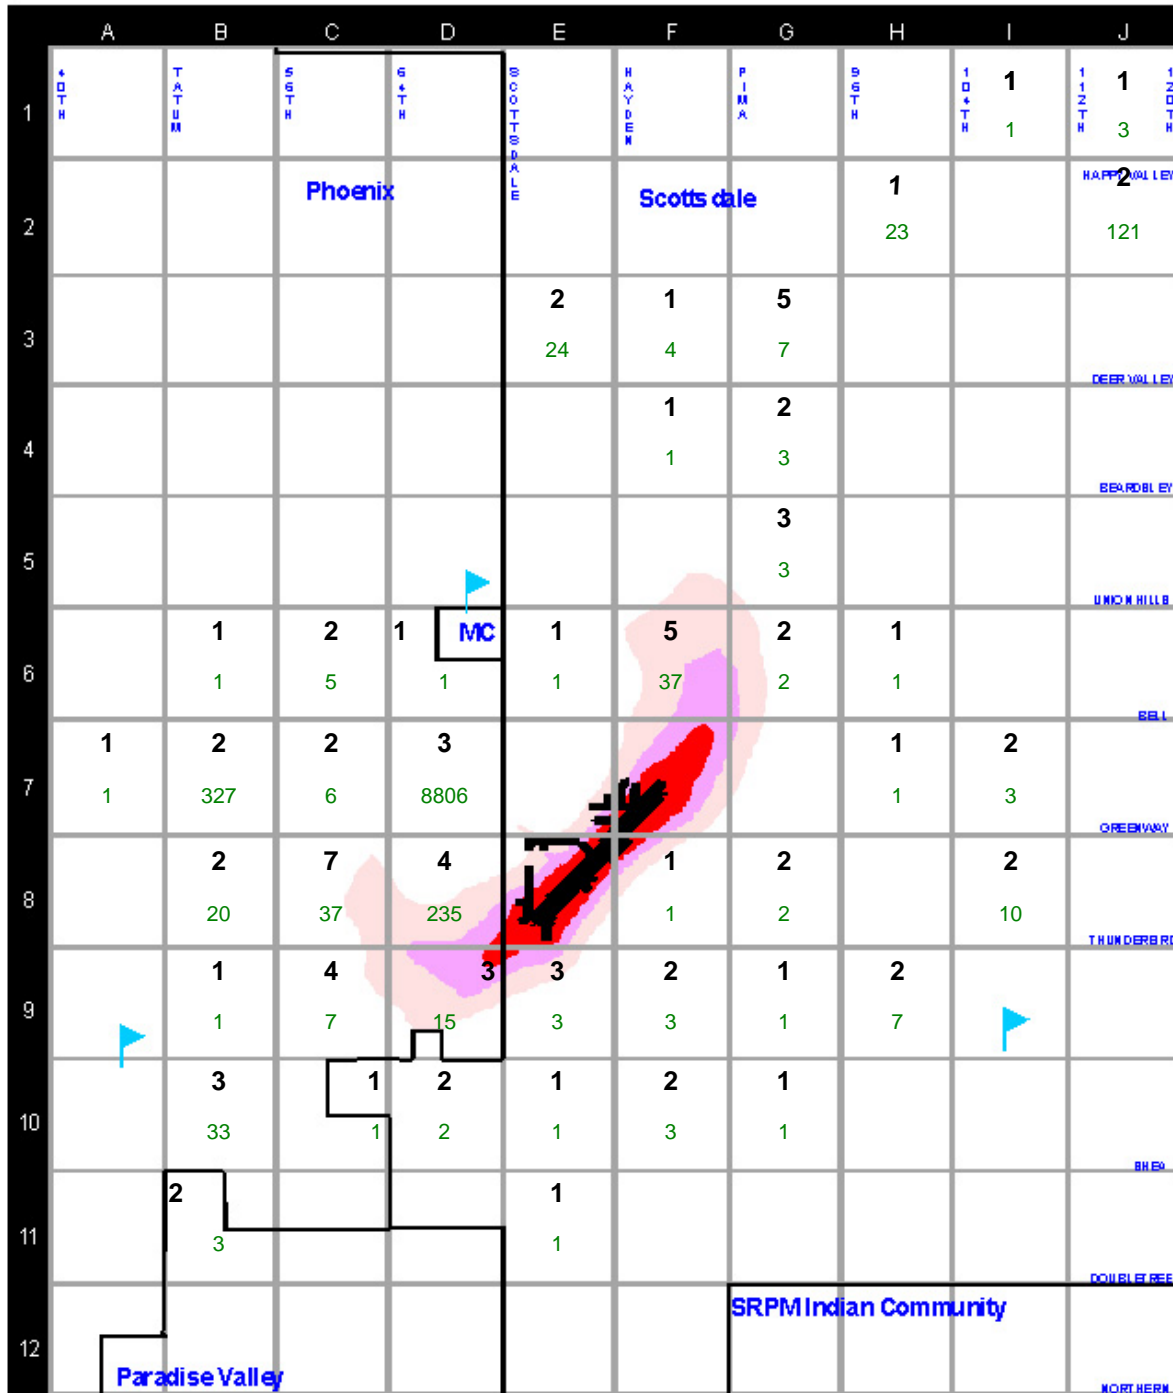 A B C D E F G H I J
40TH TATUM 56TH 64TH SCOTTSDALE HAYDEN PIMA 96TH 104TH 112TH 120TH
1 1 1
1 3
HAPPY VALLEY
Phoenix Scottsdale 1 2
2 23 121
2 1 5
3 24 4 7
DEER VALLEY
1 2
4 1 3
BEARDSLEY
3
5 3
UNION HILLS
1 2 1 MC 1 5 2 1
6 1 5 1 1 37 2 1
BELL
1 2 2 3 1 2
7 1 327 6 8806 1 3
GREENWAY
2 7 4 1 2 2
8 20 37 235 1 2 10
THUNDERBIRD
1 4 3 3 2 1 2
9 1 7 15 3 3 1 7
3 1 2 1 2 1
10 33 1 2 1 3 1
SHEA
2 1
11 3 1
DOUBLETREE
SRPM Indian Community
12
Paradise Valley
NORTHERN